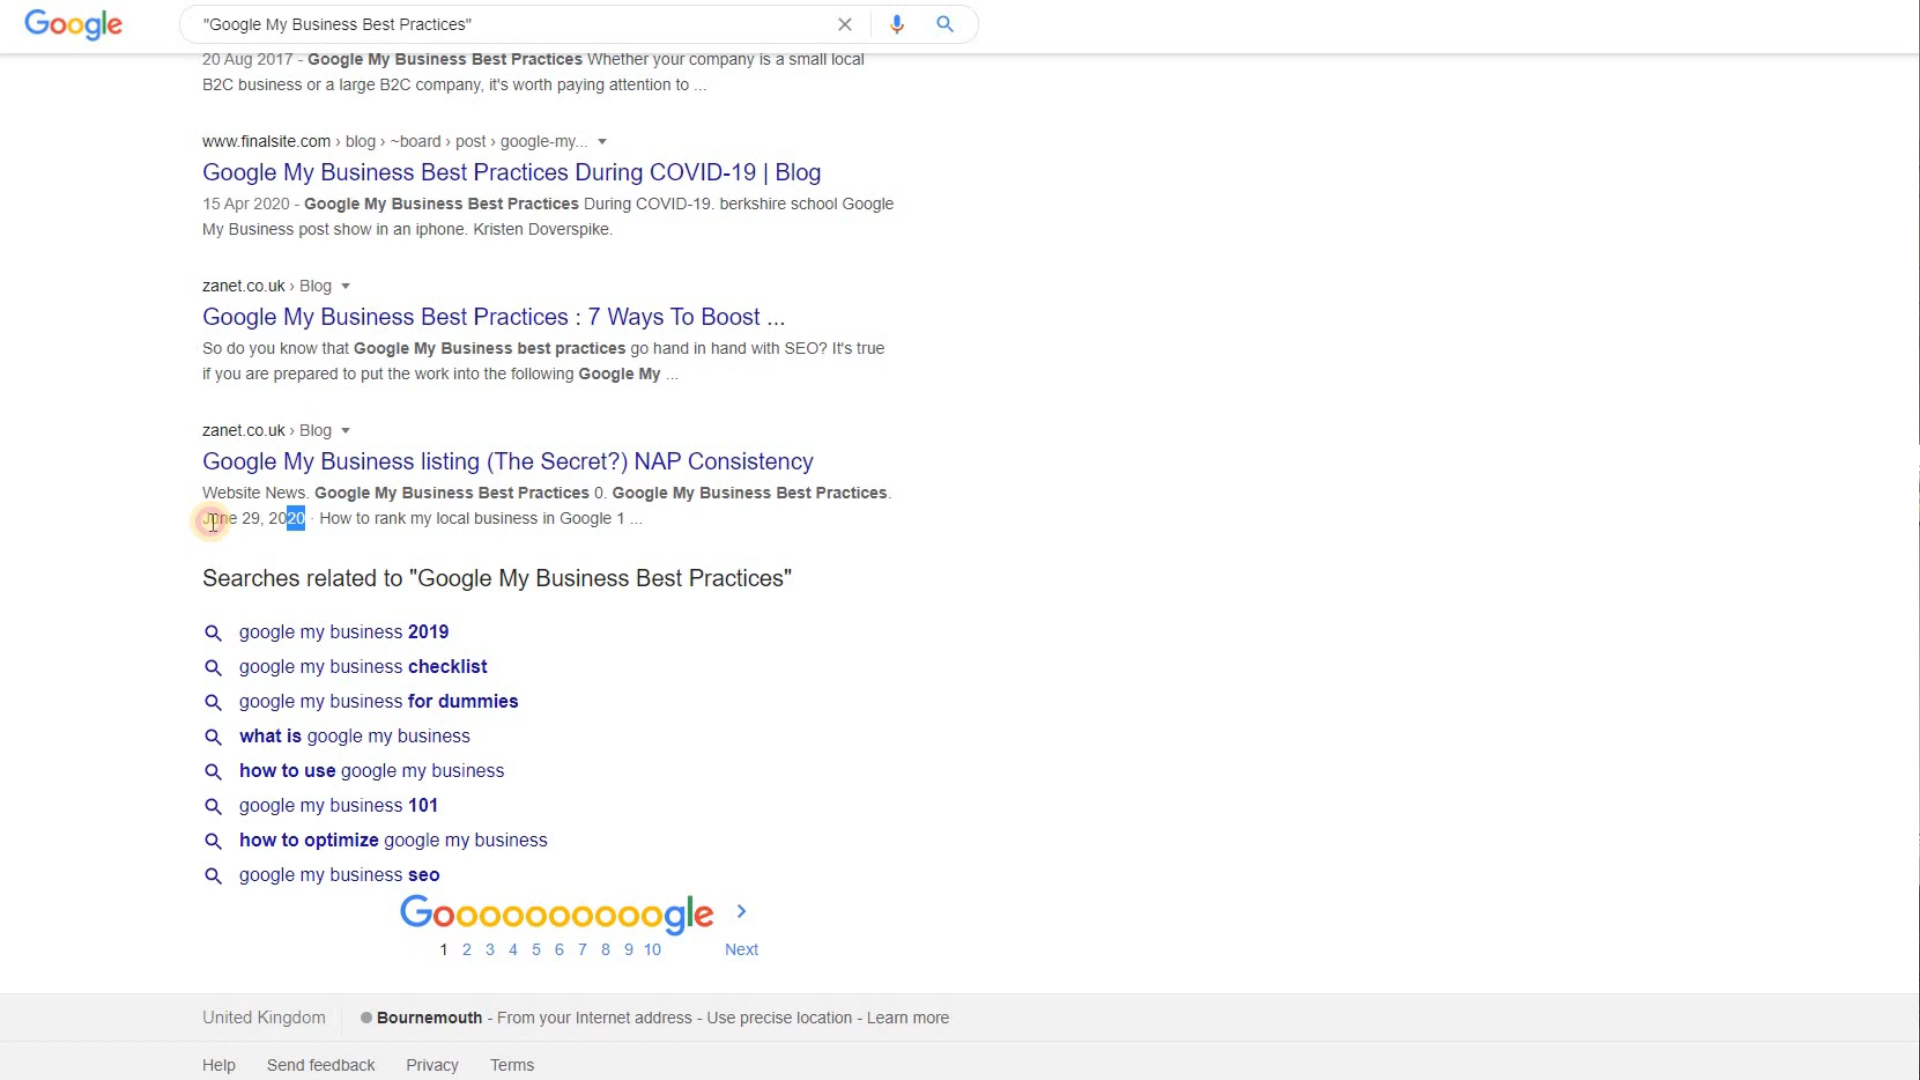 Google "Google My Business Best Practices"
20 Aug 2017 - Google My Business Best Practices Whether your company is a small local
B2C business or a large B2C company, it's worth paying attention to ...
www.finalsite.com › blog › ~board › post › google-my...
Google My Business Best Practices During COVID-19 | Blog
15 Apr 2020 - Google My Business Best Practices During COVID-19. berkshire school Google
My Business post show in an iphone. Kristen Doverspike.
zanet.co.uk › Blog
Google My Business Best Practices : 7 Ways To Boost ...
So do you know that Google My Business best practices go hand in hand with SEO? It's true
if you are prepared to put the work into the following Google My ...
zanet.co.uk › Blog
Google My Business listing (The Secret?) NAP Consistency
Website News. Google My Business Best Practices 0. Google My Business Best Practices.
June 29, 2020 · How to rank my local business in Google 1 ...
Searches related to "Google My Business Best Practices"
google my business 2019
google my business checklist
google my business for dummies
what is google my business
how to use google my business
google my business 101
how to optimize google my business
google my business seo
Goooooooooogle
1 2 3 4 5 6 7 8 9 10 Next
United Kingdom Bournemouth - From your Internet address - Use precise location - Learn more
Help Send feedback Privacy Terms